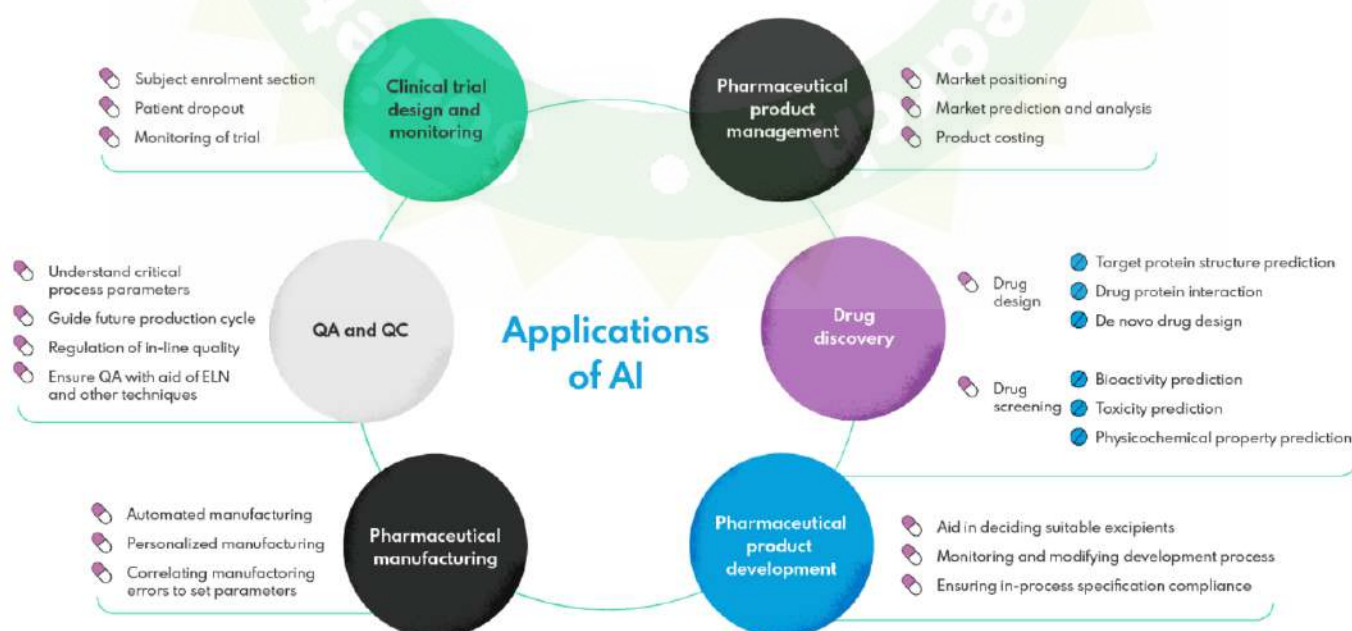 Subject enrolment section
Patient dropout
Monitoring of trial
Clinical trial
design and
monitoring
Pharmaceutical
product
management
Market positioning
Market prediction and analysis
Product costing
Understand critical
process parameters
Guide future production cycle
Regulation of in-line quality
Ensure QA with aid of ELN
and other techniques
QA and QC
Applications
of AI
Drug
discovery
Drug
design
Target protein structure prediction
Drug protein interaction
De novo drug design
Drug
screening
Bioactivity prediction
Toxicity prediction
Physicochemical property prediction
Automated manufacturing
Personalized manufacturing
Correlating manufactoring
errors to set parameters
Pharmaceutical
manufacturing
Pharmaceutical
product
development
Aid in deciding suitable excipients
Monitoring and modifying development process
Ensuring in-process specification compliance